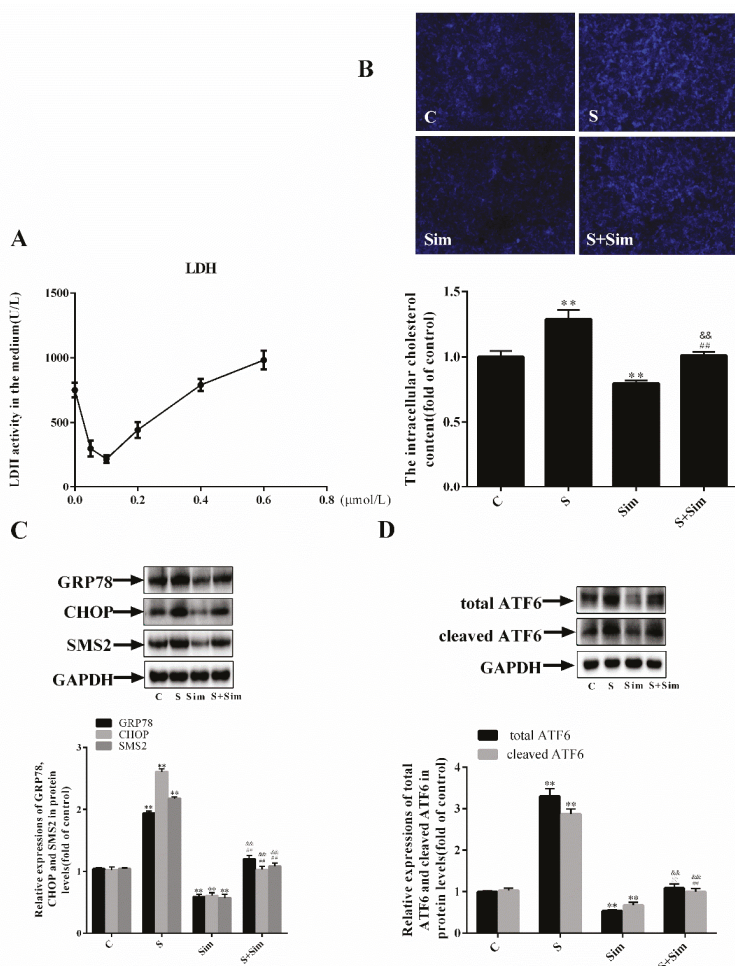 A
LDH
LDH activity in the medium(U/L)
1500
1000
500
0
0.0 0.2 0.4 0.6 0.8 (μmol/L)
B
C S
Sim S+Sim
The intracellular cholesterol
content(fold of control)
1.5
1.0
0.5
0.0
**
**
&&
##
C S Sim S+Sim
C
GRP78
CHOP
SMS2
GAPDH
C S Sim S+Sim
GRP78
CHOP
SMS2
Relative expressions of GRP78,
CHOP and SMS2 in protein
levels(fold of control)
3
2
1
0
** ** **
** ** **
&& && &&
## ##
C S Sim S+Sim
D
total ATF6
cleaved ATF6
GAPDH
C S Sim S+Sim
total ATF6
cleaved ATF6
Relative expressions of total
ATF6 and cleaved ATF6 in
protein levels(fold of control)
4
3
2
1
0
** **
** **
&& &&
C S Sim S+Sim